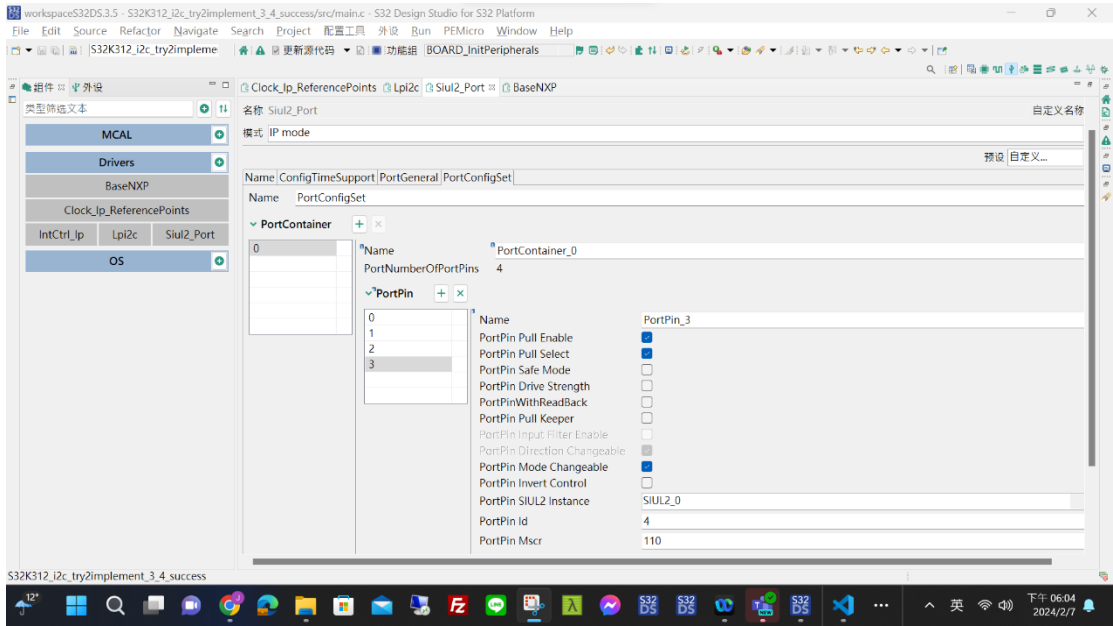 workspaceS32DS.3.5 - S32K312_i2c_try2implement_3_4_success/src/main.c - S32 Design Studio for S32 Platform
File Edit Source Refactor Navigate Search Project 配置工具 外设 Run PEMicro Window Help
S32K312_i2c_try2impleme 更新源代码 功能組 BOARD_InitPeripherals
组件 外设
Clock_Ip_ReferencePoints Lpi2c Siul2_Port BaseNXP
类型筛选文本
名称 Siul2_Port 自定义名称
MCAL
模式 IP mode
Drivers
预设 自定义...
BaseNXP
Name ConfigTimeSupport PortGeneral PortConfigSet
Clock_Ip_ReferencePoints
Name PortConfigSet
IntCtrl_Ip Lpi2c Siul2_Port
PortContainer
OS
0
Name PortContainer_0
PortNumberOfPortPins 4
PortPin
0
1
2
3
Name PortPin_3
PortPin Pull Enable
PortPin Pull Select
PortPin Safe Mode
PortPin Drive Strength
PortPinWithReadBack
PortPin Pull Keeper
PortPin Input Filter Enable
PortPin Direction Changeable
PortPin Mode Changeable
PortPin Invert Control
PortPin SIUL2 Instance SIUL2_0
PortPin Id 4
PortPin Mscr 110
S32K312_i2c_try2implement_3_4_success
12°
S32 DS
S32 DS
S32 DS
英
下午 06:04
2024/2/7